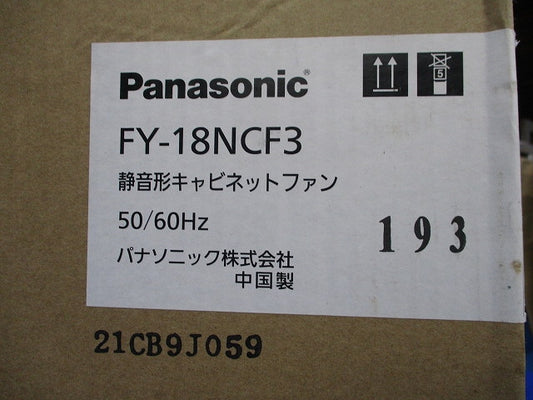 Panasonic®
5
FY-18NCF3
静音形キャビネットファン
50/60Hz
193
パナソニック株式会社
中国製
21CB9J059